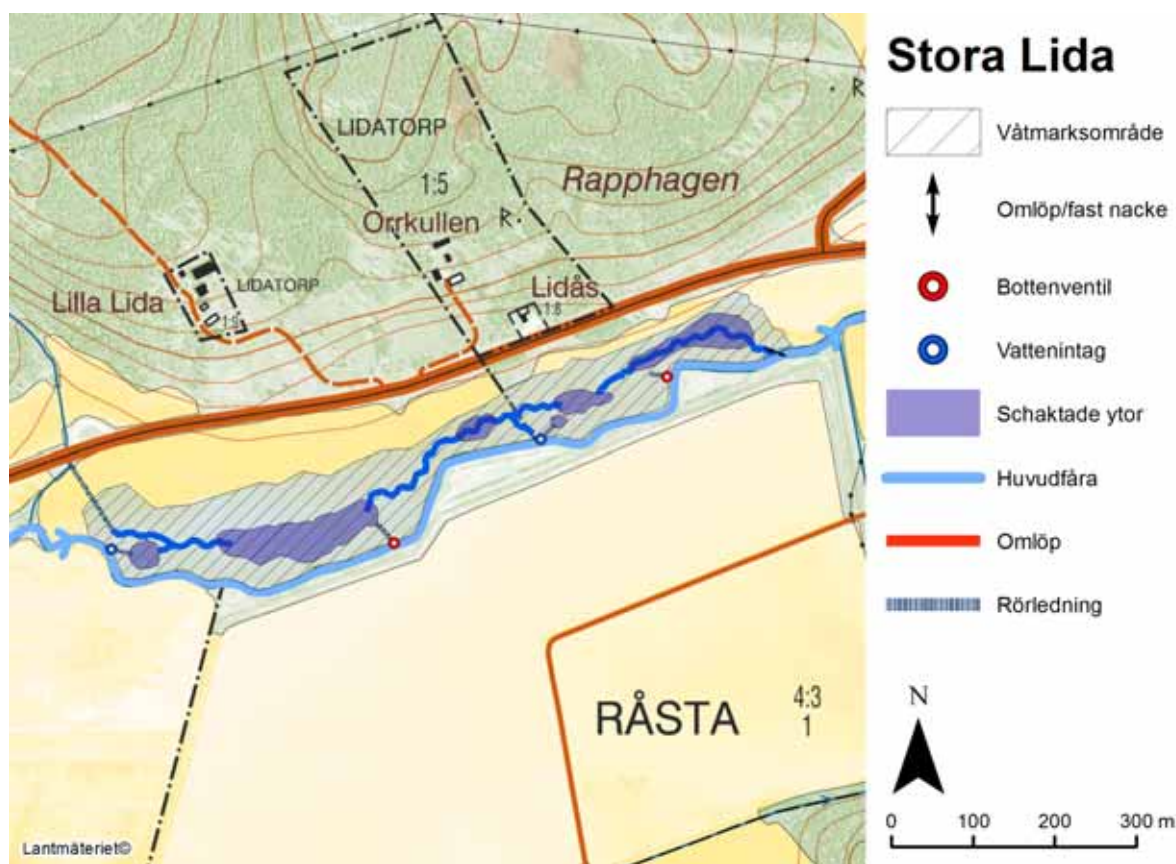 LIDATORP
1:5
Rapphagen
Orrkullen
R
R
Lilla Lida
LIDATORP
1:9
Lidås
1:6
RÅSTA
4:3
1
Lantmäteriet©
Stora Lida
Våtmarksområde
Omlöp/fast nacke
Bottenventil
Vattenintag
Schaktade ytor
Huvudfåra
Omlöp
Rörledning
N
0 100 200 300 m